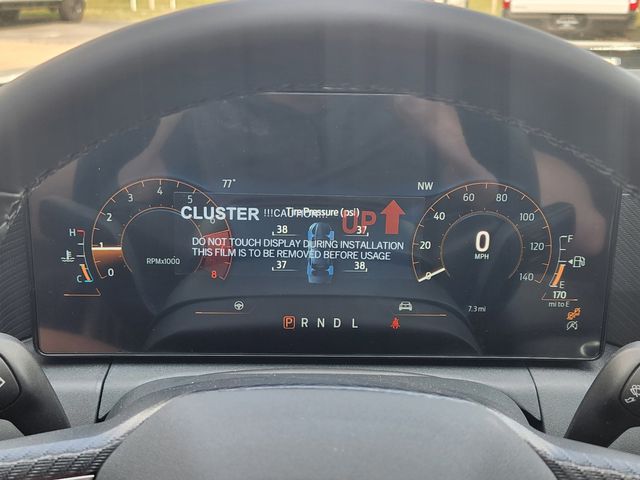 77°
NW
CLUSTER !!!CAUTION!!!
Tire Pressure (psi)
UP
38 37
DO NOT TOUCH DISPLAY DURING INSTALLATION
THIS FILM IS TO BE REMOVED BEFORE USAGE
37 38
H
C
0 1 2 3 4 5 6 8
RPMx1000
0 20 40 60 80 100 120 140
0
MPH
F
E
170
mi to E
7.3 mi
P R N D L